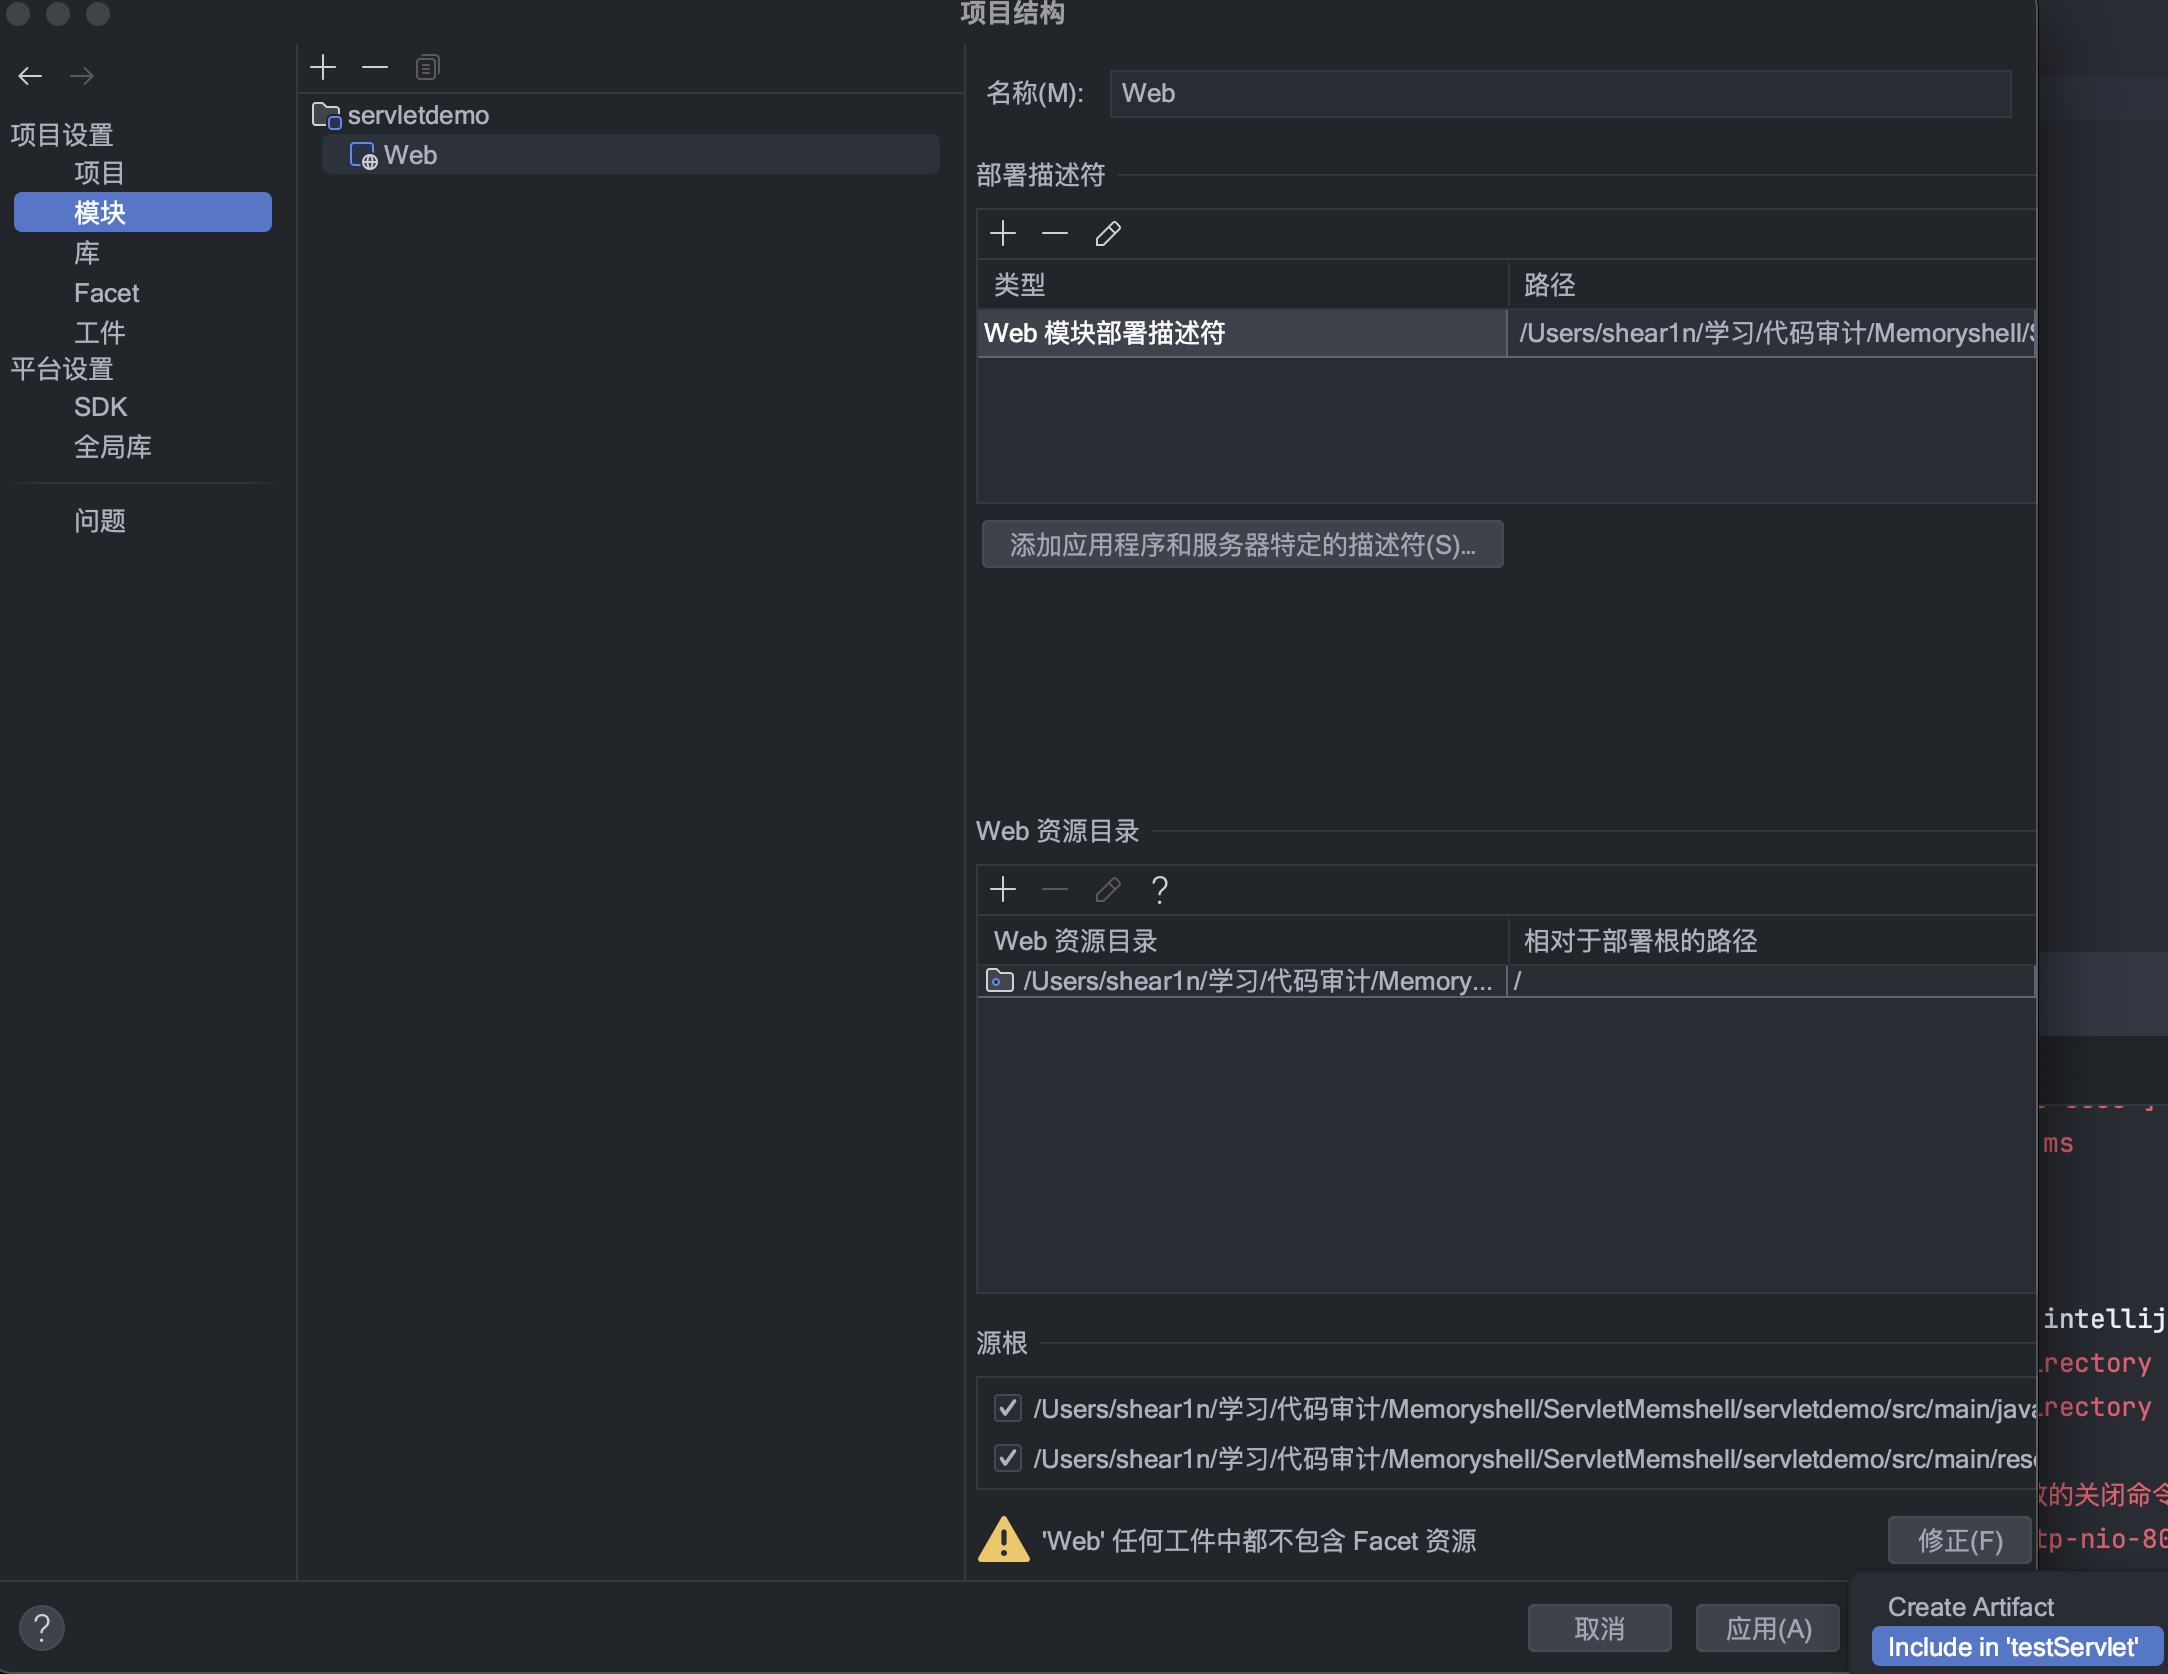 项目结构
项目设置
项目
模块
库
Facet
工件
平台设置
SDK
全局库
问题
servletdemo
Web
名称(M):
Web
部署描述符
类型
路径
Web 模块部署描述符
/Users/shear1n/学习/代码审计/Memoryshell/
添加应用程序和服务器特定的描述符(S)...
Web 资源目录
?
Web 资源目录
相对于部署根的路径
/Users/shear1n/学习/代码审计/Memory...
/
源根
/Users/shear1n/学习/代码审计/Memoryshell/ServletMemshell/servletdemo/src/main/java
/Users/shear1n/学习/代码审计/Memoryshell/ServletMemshell/servletdemo/src/main/res
'Web' 任何工件中都不包含 Facet 资源
修正(F)
?
取消
应用(A)
Create Artifact
Include in 'testServlet'
ms
intellij
rectory
rectory
的关闭命令
tp-nio-80